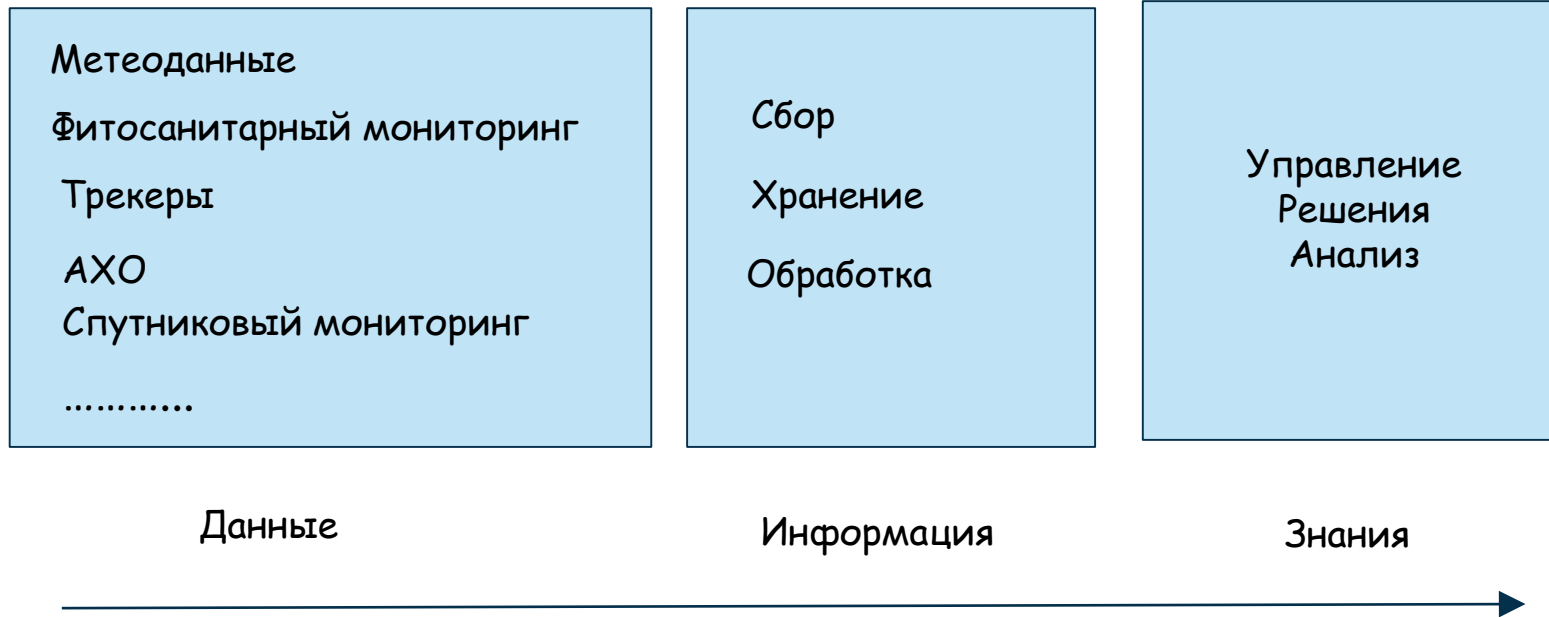 Метеоданные
Фитосанитарный мониторинг
Трекеры
АХО
Спутниковый мониторинг
…………...
Сбор
Хранение
Обработка
Управление
Решения
Анализ
Данные
Информация
Знания